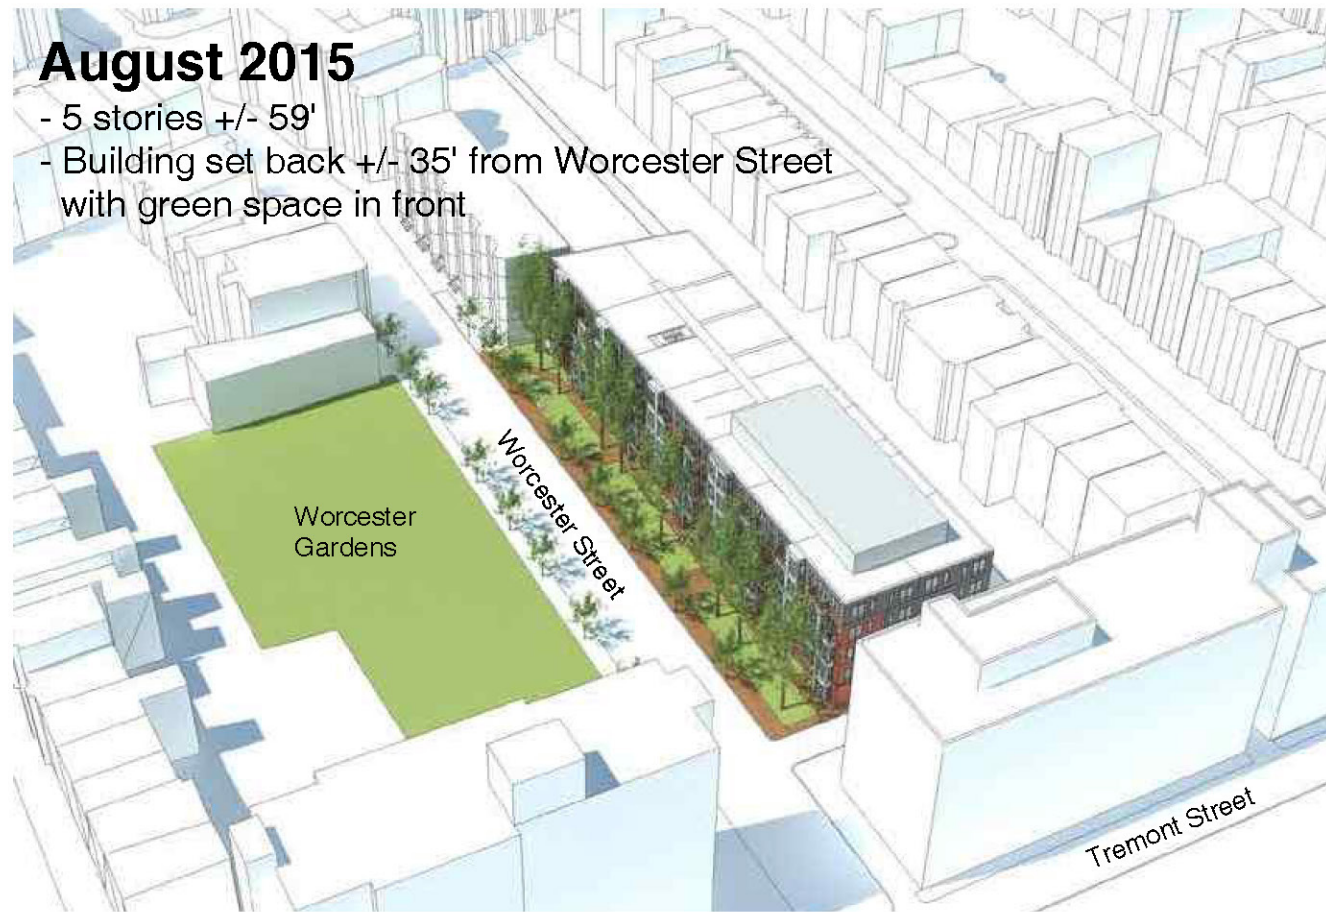 August 2015
- 5 stories +/- 59'
- Building set back +/- 35' from Worcester Street
with green space in front
Worcester
Gardens
Worcester Street
Tremont Street